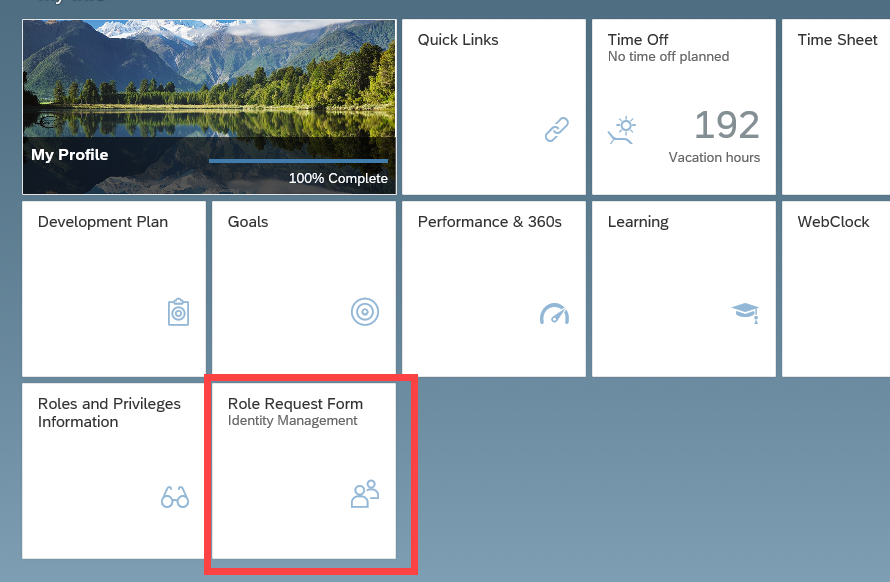 Quick Links
Time Off
No time off planned
Time Sheet
192
Vacation hours
My Profile
100% Complete
Development Plan
Goals
Performance & 360s
Learning
WebClock
Roles and Privileges
Information
Role Request Form
Identity Management